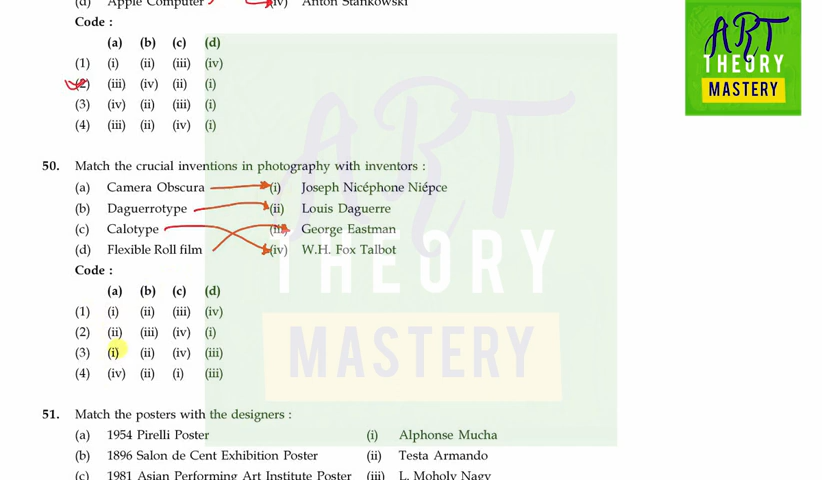 (d) Apple Computer (iv) Anton Stankowski
Code :
(a) (b) (c) (d)
(1) (i) (ii) (iii) (iv)
(2) (iii) (iv) (ii) (i)
(3) (iv) (ii) (iii) (i)
(4) (iii) (ii) (iv) (i)
50. Match the crucial inventions in photography with inventors :
(a) Camera Obscura (i) Joseph Nicéphone Niépce
(b) Daguerrotype (ii) Louis Daguerre
(c) Calotype (iii) George Eastman
(d) Flexible Roll film (iv) W.H. Fox Talbot
Code :
(a) (b) (c) (d)
(1) (i) (ii) (iii) (iv)
(2) (ii) (iii) (iv) (i)
(3) (i) (ii) (iv) (iii)
(4) (iv) (ii) (i) (iii)
51. Match the posters with the designers :
(a) 1954 Pirelli Poster (i) Alphonse Mucha
(b) 1896 Salon de Cent Exhibition Poster (ii) Testa Armando
(c) 1981 Asian Performing Art Institute Poster (iii) L. Moholy Nagy
ART
THEORY
MASTERY
ART
THEORY
MASTERY